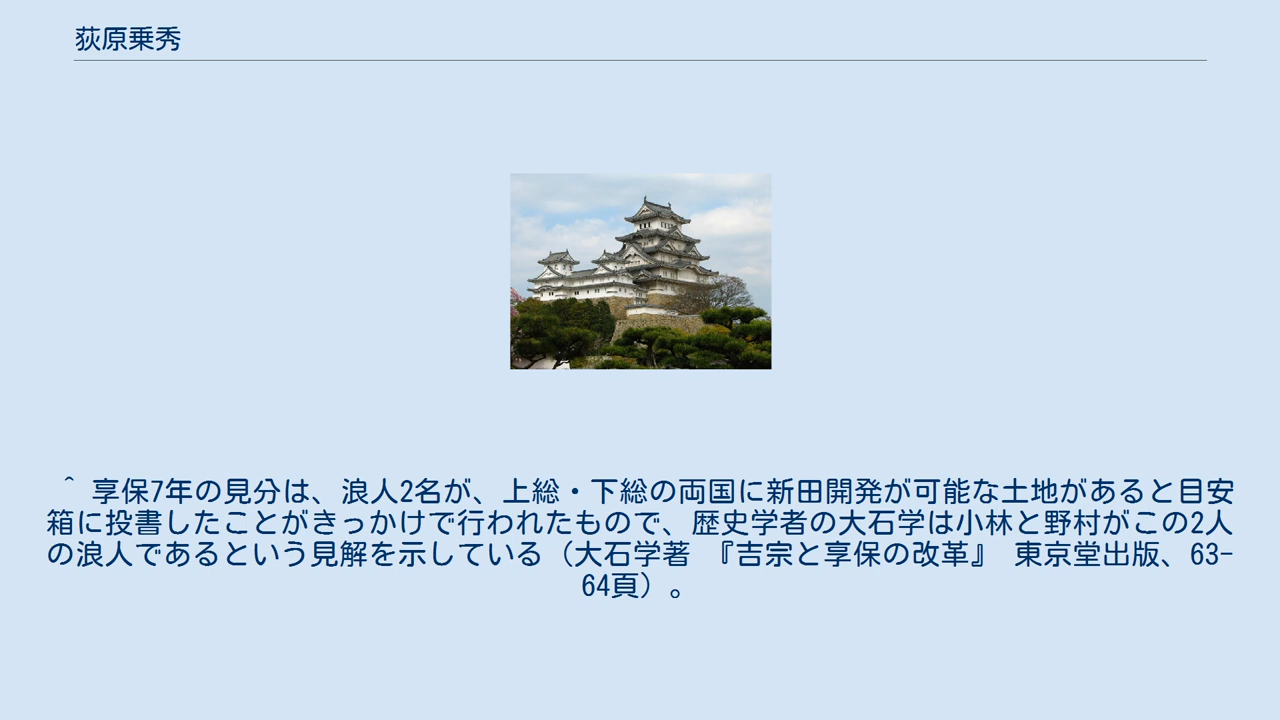 荻原乗秀
^ 享保7年の見分は、浪人2名が、上総・下総の両国に新田開発が可能な土地があると目安
箱に投書したことがきっかけで行われたもので、歴史学者の大石学は小林と野村がこの2人
の浪人であるという見解を示している（大石学著 『吉宗と享保の改革』 東京堂出版、63-
64頁）。